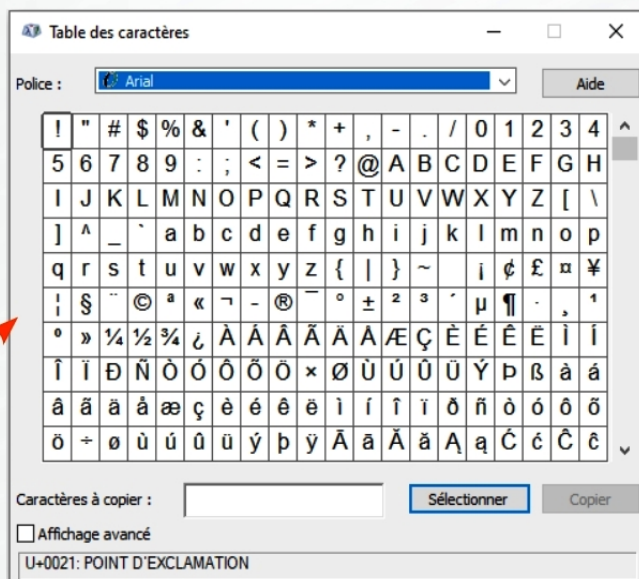 Table des caractères
Police : Arial Aide
! " # $ % & ' ( ) * + , - . / 0 1 2 3 4
5 6 7 8 9 : ; < = > ? @ A B C D E F G H
I J K L M N O P Q R S T U V W X Y Z [ \
] ^ _ ` a b c d e f g h i j k l m n o p
q r s t u v w x y z { | } ~ ¡ ¢ £ ¤ ¥
¦ § ¨ © ª « ¬ - ® ¯ ° ± ² ³ ´ µ ¶ · ¸ ¹
º » ¼ ½ ¾ ¿ À Á Â Ã Ä Å Æ Ç È É Ê Ë Ì Í
Î Ï Ð Ñ Ò Ó Ô Õ Ö × Ø Ù Ú Û Ü Ý Þ ß à á
â ã ä å æ ç è é ê ë ì í î ï ð ñ ò ó ô õ
ö ÷ ø ù ú û ü ý þ ÿ Ā ā Ă ă Ą ą Ć ć Ĉ ĉ
Caractères à copier : Sélectionner Copier
Affichage avancé
U+0021: POINT D'EXCLAMATION